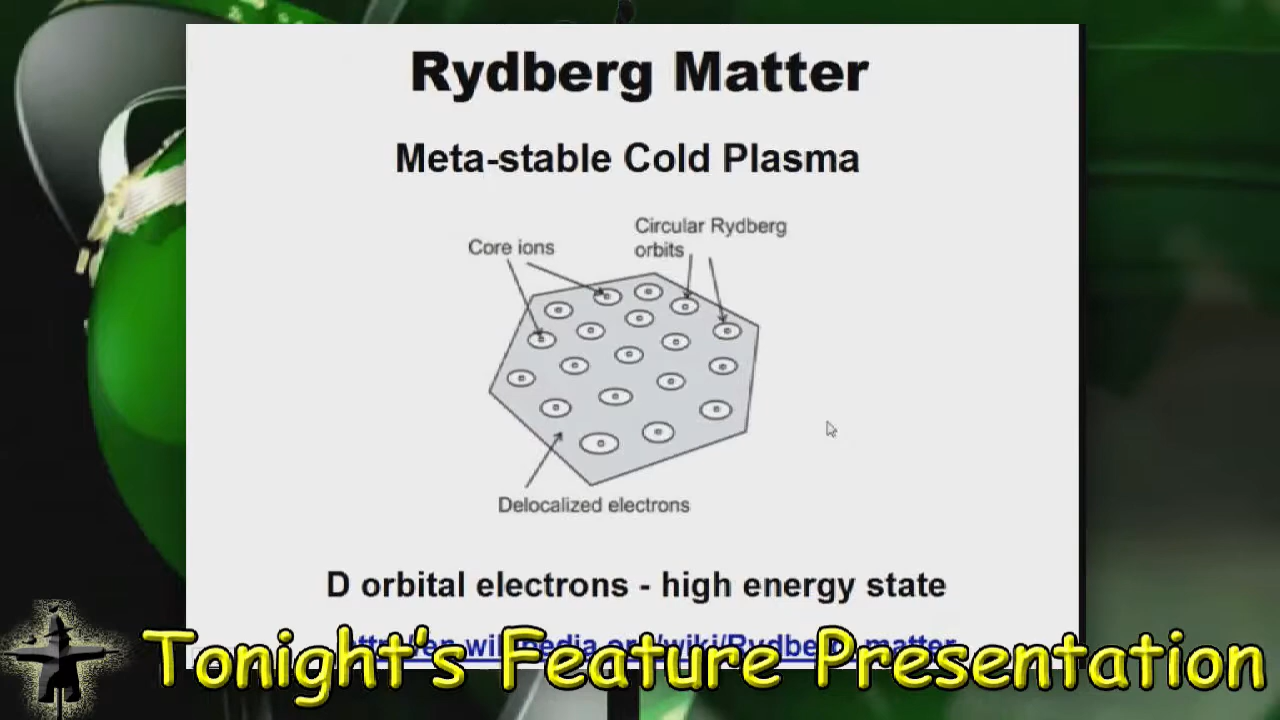 Rydberg Matter
Meta-stable Cold Plasma
Circular Rydberg
orbits
Core ions
Delocalized electrons
D orbital electrons - high energy state
Tonight's Feature Presentation